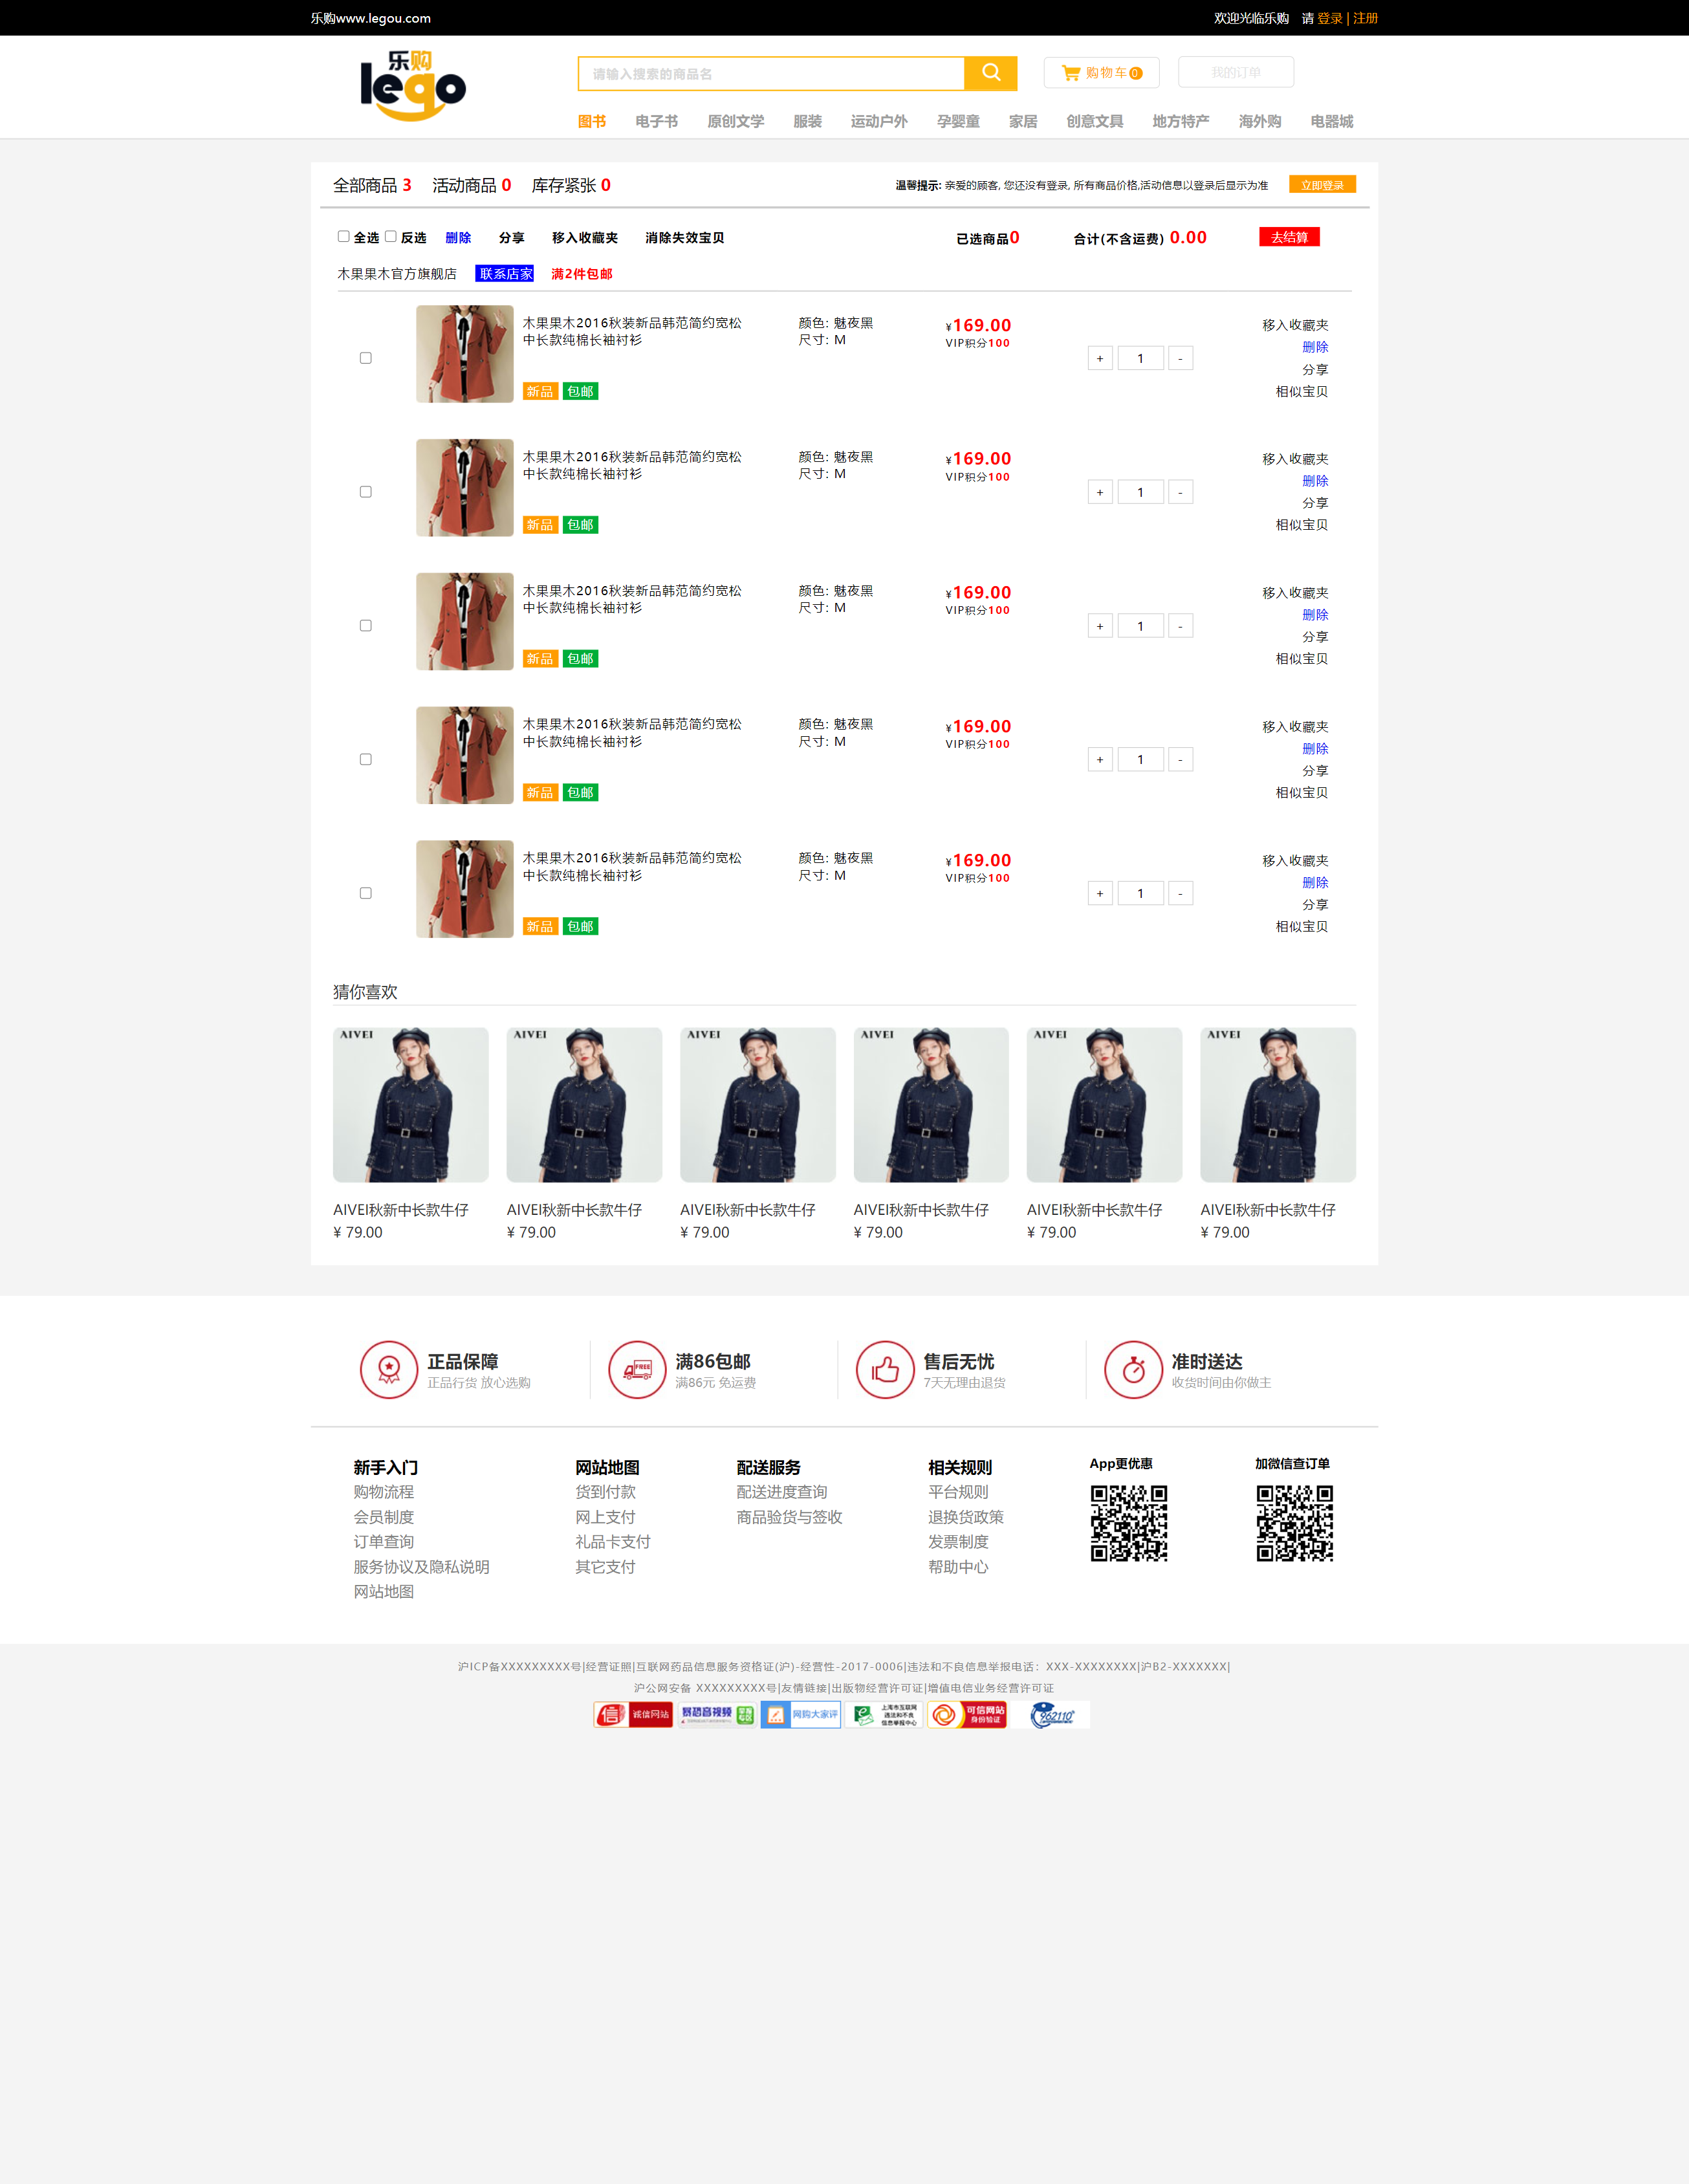 乐购www.legou.com 欢迎光临乐购 请 登录 | 注册
乐购
lego
请输入搜索的商品名
购物车0
我的订单
图书 电子书 原创文学 服装 运动户外 孕婴童 家居 创意文具 地方特产 海外购 电器城
全部商品 3 活动商品 0 库存紧张 0 温馨提示: 亲爱的顾客, 您还没有登录, 所有商品价格,活动信息以登录后显示为准 立即登录
全选 反选 删除 分享 移入收藏夹 消除失效宝贝 已选商品0 合计(不含运费) 0.00 去结算
木果果木官方旗舰店 联系店家 满2件包邮
木果果木2016秋装新品韩范简约宽松 颜色: 魅夜黑 ¥169.00 移入收藏夹
中长款纯棉长袖衬衫 尺寸: M VIP积分100 删除
+ 1 -
分享
新品 包邮 相似宝贝
木果果木2016秋装新品韩范简约宽松 颜色: 魅夜黑 ¥169.00 移入收藏夹
中长款纯棉长袖衬衫 尺寸: M VIP积分100 删除
+ 1 -
分享
新品 包邮 相似宝贝
木果果木2016秋装新品韩范简约宽松 颜色: 魅夜黑 ¥169.00 移入收藏夹
中长款纯棉长袖衬衫 尺寸: M VIP积分100 删除
+ 1 -
分享
新品 包邮 相似宝贝
木果果木2016秋装新品韩范简约宽松 颜色: 魅夜黑 ¥169.00 移入收藏夹
中长款纯棉长袖衬衫 尺寸: M VIP积分100 删除
+ 1 -
分享
新品 包邮 相似宝贝
木果果木2016秋装新品韩范简约宽松 颜色: 魅夜黑 ¥169.00 移入收藏夹
中长款纯棉长袖衬衫 尺寸: M VIP积分100 删除
+ 1 -
分享
新品 包邮 相似宝贝
猜你喜欢
AIVEI AIVEI AIVEI AIVEI AIVEI AIVEI
AIVEI秋新中长款牛仔 AIVEI秋新中长款牛仔 AIVEI秋新中长款牛仔 AIVEI秋新中长款牛仔 AIVEI秋新中长款牛仔 AIVEI秋新中长款牛仔
¥ 79.00 ¥ 79.00 ¥ 79.00 ¥ 79.00 ¥ 79.00 ¥ 79.00
正品保障 FREE 满86包邮 售后无忧 准时送达
正品行货 放心选购 满86元 免运费 7天无理由退货 收货时间由你做主
新手入门 网站地图 配送服务 相关规则 App更优惠 加微信查订单
购物流程 货到付款 配送进度查询 平台规则
会员制度 网上支付 商品验货与签收 退换货政策
订单查询 礼品卡支付 发票制度
服务协议及隐私说明 其它支付 帮助中心
网站地图
沪ICP备XXXXXXXXX号|经营证照|互联网药品信息服务资格证(沪)-经营性-2017-0006|违法和不良信息举报电话：XXX-XXXXXXXX|沪B2-XXXXXXX|
沪公网安备 XXXXXXXXX号|友情链接|出版物经营许可证|增值电信业务经营许可证
信 诚信网站 暴恐音视频 举报专区 网购大家评 上海市互联网 违法和不良 信息举报中心 可信网站 身份验证 962110